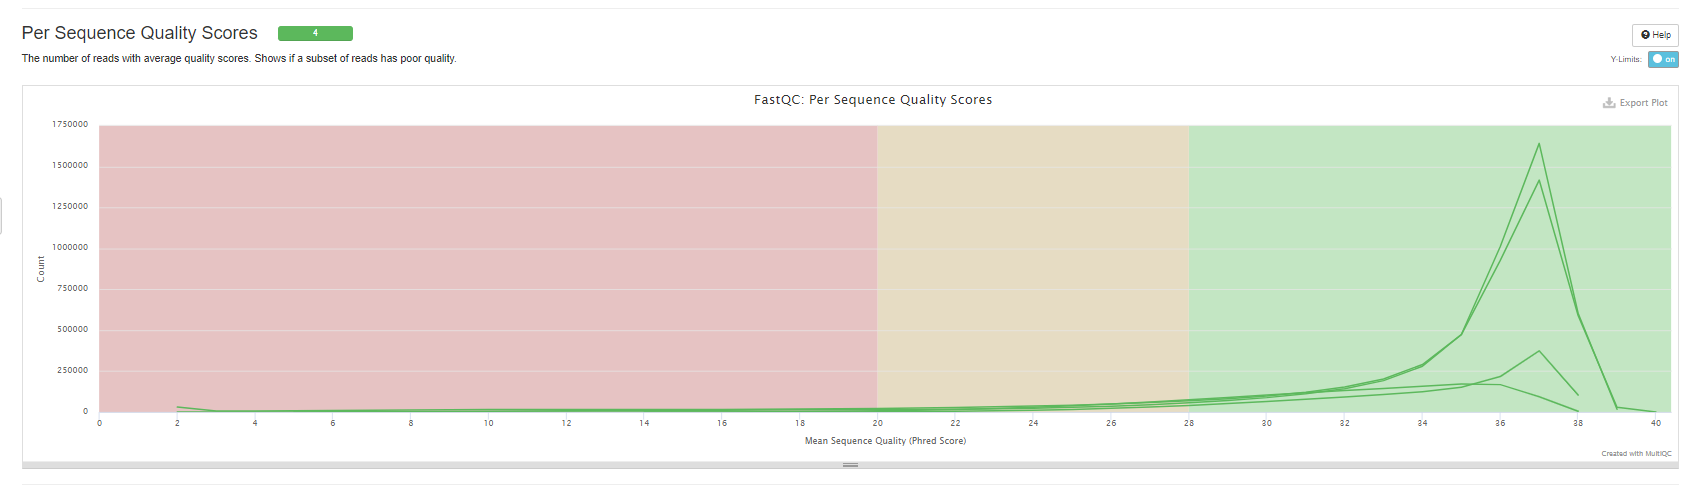 Per Sequence Quality Scores 4
Help
The number of reads with average quality scores. Shows if a subset of reads has poor quality.
Y-Limits: on
FastQC: Per Sequence Quality Scores
Export Plot
1750000
1500000
1250000
1000000
750000
500000
250000
0
Count
0 2 4 6 8 10 12 14 16 18 20 22 24 26 28 30 32 34 36 38 40
Mean Sequence Quality (Phred Score)
Created with MultiQC